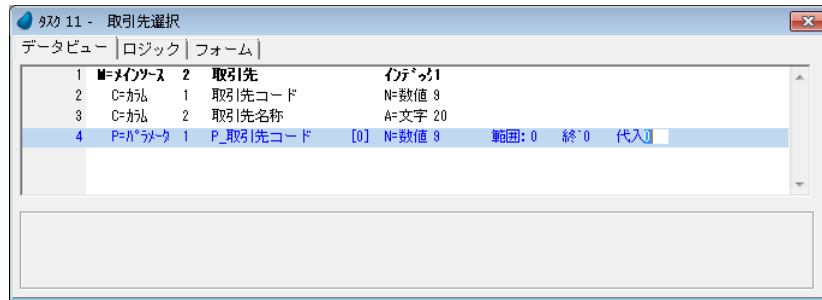 ﾀｽｸ 11 - 取引先選択
データビュー ロジック フォーム
1 M=ﾒｲﾝｿｰｽ 2 取引先 ｲﾝﾃﾞｯｸ1
2 C=ｶﾗﾑ 1 取引先コード N=数値 9
3 C=ｶﾗﾑ 2 取引先名称 A=文字 20
4 P=ﾊﾟﾗﾒｰﾀ 1 P_取引先コード [0] N=数値 9 範囲: 0 終 0 代入0